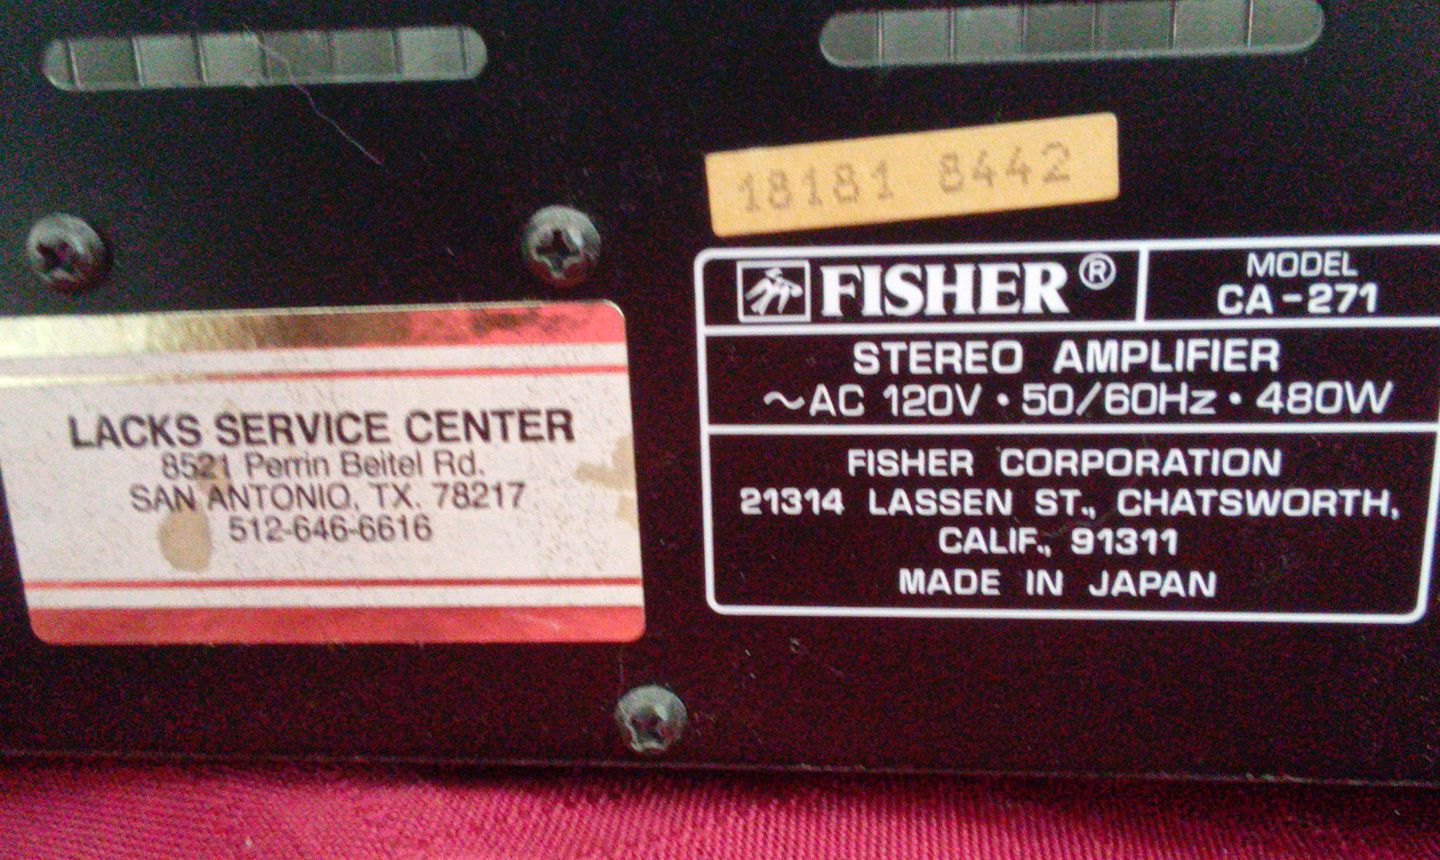 18181 8442
FISHER®
MODEL
CA-271
STEREO AMPLIFIER
~AC 120V · 50/60Hz · 480W
FISHER CORPORATION
21314 LASSEN ST., CHATSWORTH,
CALIF., 91311
MADE IN JAPAN
LACKS SERVICE CENTER
8521 Perrin Beitel Rd.
SAN ANTONIO, TX. 78217
512-646-6616